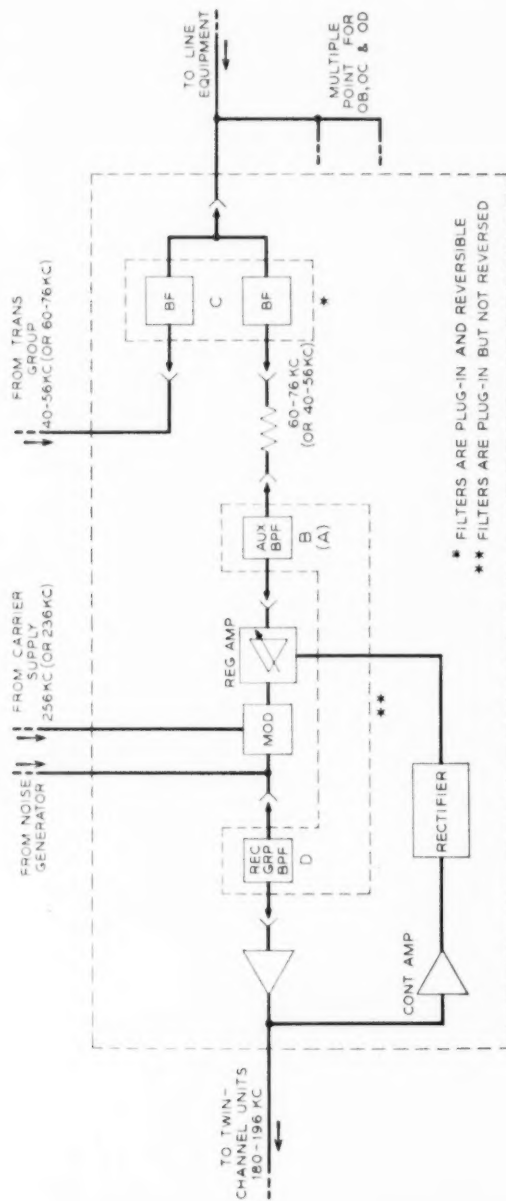 TO LINE
EQUIPMENT
MULTIPLE
POINT FOR
OB, OC & OD
FROM TRANS
GROUP
40-56KC (OR 60-76KC)
BF
C
BF
*
60-76KC
(OR 40-56KC)
FROM CARRIER
SUPPLY
256KC (OR 236KC)
FROM NOISE
GENERATOR
AUX
BPF
B
(A)
REG AMP
MOD
**
REC
GRP
BPF
D
RECTIFIER
CONT AMP
TO TWIN-
CHANNEL UNITS
180-196 KC
* FILTERS ARE PLUG-IN AND REVERSIBLE
** FILTERS ARE PLUG-IN BUT NOT REVERSED